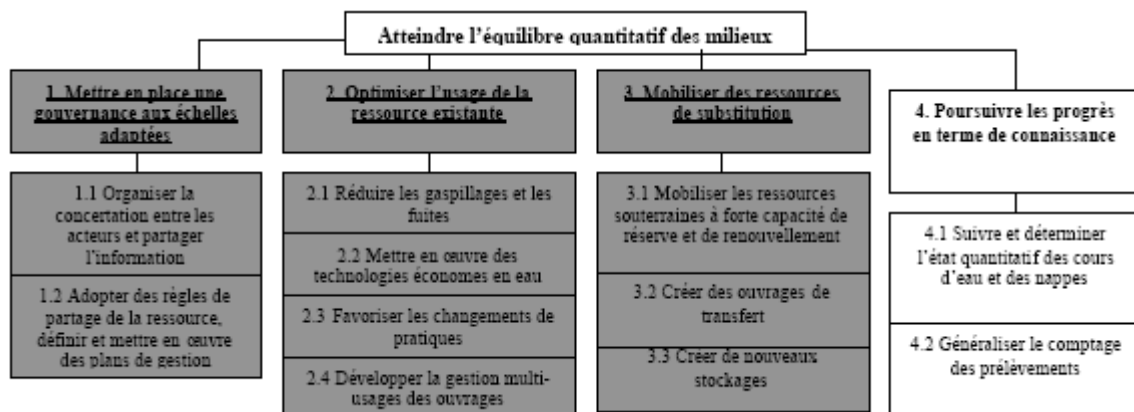 Atteindre l'équilibre quantitatif des milieux
1. Mettre en place une
gouvernance aux échelles
adaptées
1.1 Organiser la
concertation entre les
acteurs et partager
l'information
1.2 Adopter des règles de
partage de la ressource,
définir et mettre en œuvre
des plans de gestion
2. Optimiser l'usage de la
ressource existante
2.1 Réduire les gaspillages et les
fuites
2.2 Mettre en œuvre des
technologies économes en eau
2.3 Favoriser les changements de
pratiques
2.4 Développer la gestion multi-
usages des ouvrages
3. Mobiliser des ressources
de substitution
3.1 Mobiliser les ressources
souterraines à forte capacité de
réserve et de renouvellement
3.2 Créer des ouvrages de
transfert
3.3 Créer de nouveaux
stockages
4. Poursuivre les progrès
en terme de connaissance
4.1 Suivre et déterminer
l'état quantitatif des cours
d'eau et des nappes
4.2 Généraliser le comptage
des prélèvements